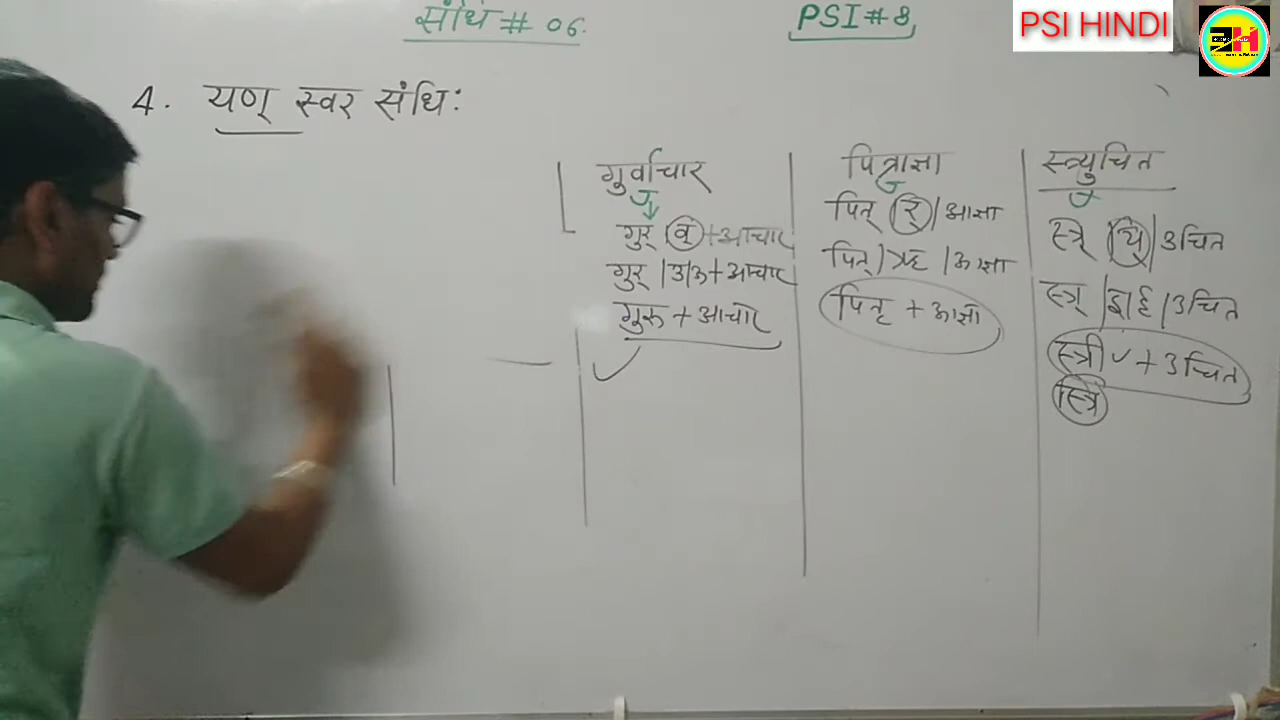 संधि # 06
PSI # 8
PSI HINDI
4. यण् स्वर संधि:
गुर्वाचार
गुर् | व् + आचार
गुर् | उ/ऊ + आचार
गुरु + आचार
पित्राज्ञा
पित् र् | आज्ञा
पित् | ऋ | आज्ञा
पितृ + आज्ञा
स्त्र्युचित
स्त्र् य् | उचित
स्त्र् | इ/ई | उचित
स्त्री + उचित
स्त्रि